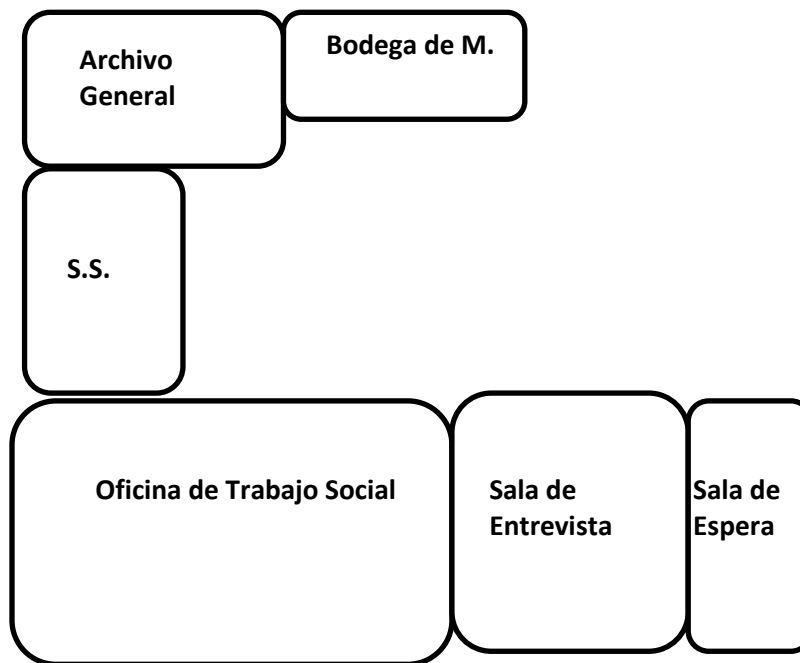 Archivo
General
Bodega de M.
S.S.
Oficina de Trabajo Social
Sala de
Entrevista
Sala de
Espera